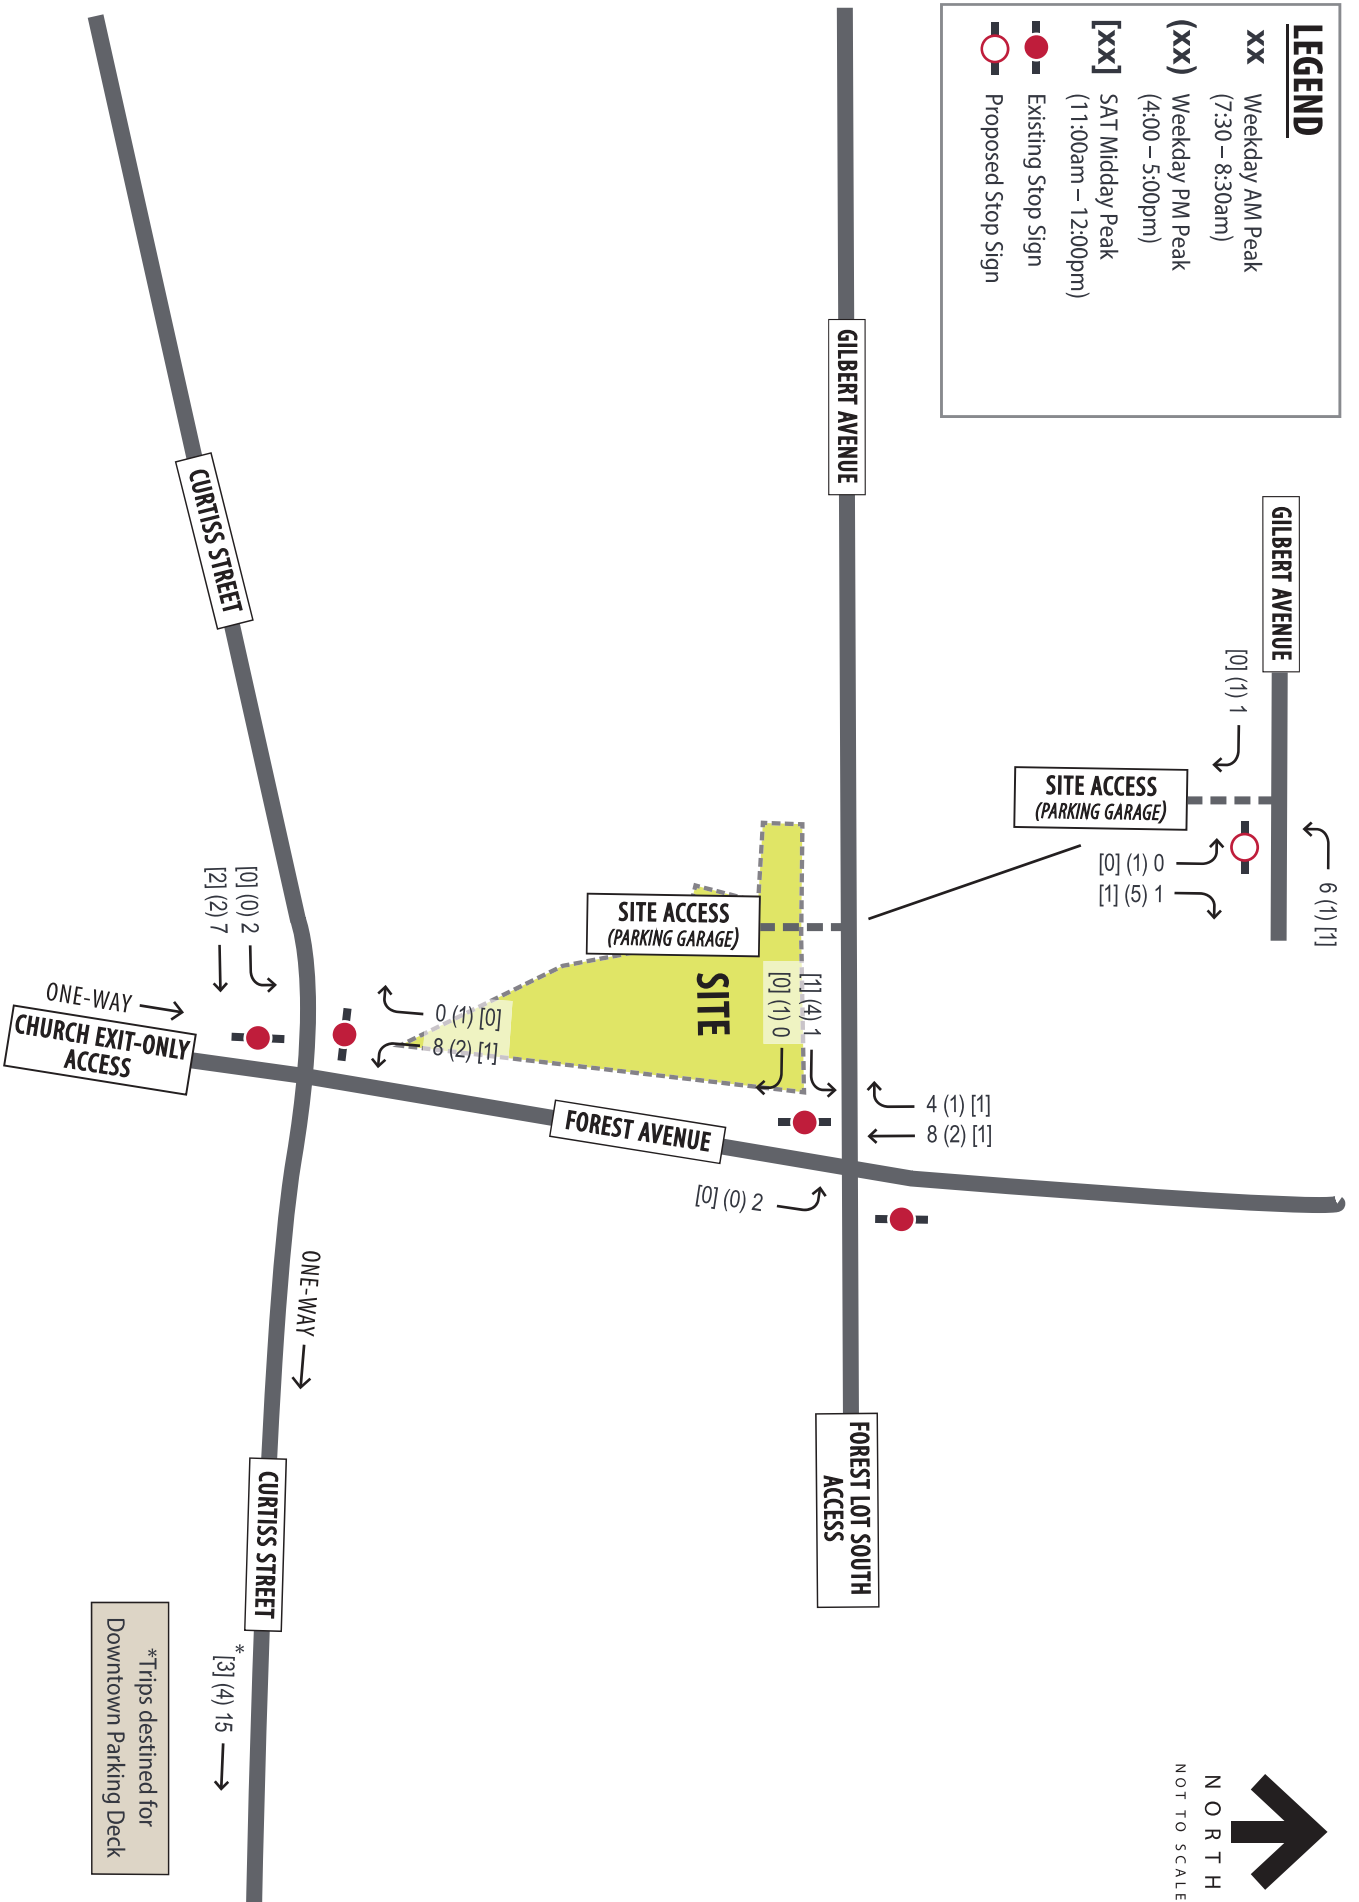 LEGEND
xx Weekday AM Peak
(7:30 – 8:30am)
(xx) Weekday PM Peak
(4:00 – 5:00pm)
[xx] SAT Midday Peak
(11:00am – 12:00pm)
Existing Stop Sign
Proposed Stop Sign
GILBERT AVENUE
6 (1) [1]
[0] (1) 1
SITE ACCESS
(PARKING GARAGE)
[0] (1) 0
[1] (5) 1
GILBERT AVENUE
SITE ACCESS
(PARKING GARAGE)
SITE
[1] (4) 1
[0] (1) 0
4 (1) [1]
8 (2) [1]
[0] (0) 2
FOREST LOT SOUTH
ACCESS
FOREST AVENUE
0 (1) [0]
8 (2) [1]
CURTISS STREET
[0] (0) 2
[2] (2) 7
ONE-WAY
CHURCH EXIT-ONLY
ACCESS
ONE-WAY
CURTISS STREET
*
[3] (4) 15
*Trips destined for
Downtown Parking Deck
NORTH
NOT TO SCALE